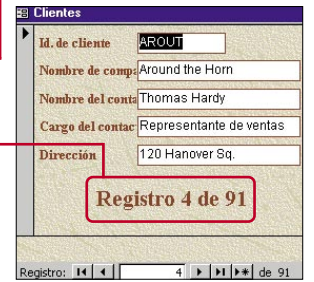 Clientes
Id. de cliente AROUT
Nombre de compa Around the Horn
Nombre del conta Thomas Hardy
Cargo del contac Representante de ventas
Dirección 120 Hanover Sq.
Registro 4 de 91
Registro: 4 de 91